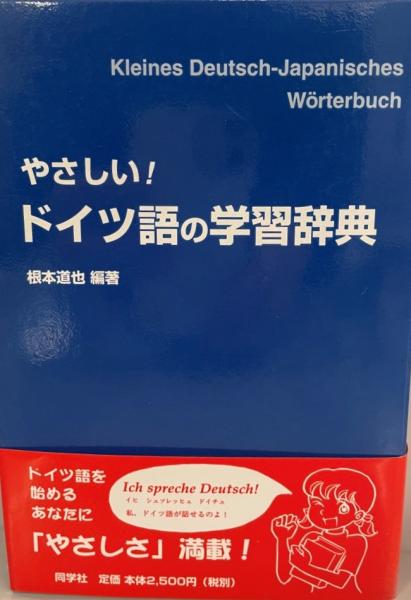 Kleines Deutsch-Japanisches
Wörterbuch
やさしい!
ドイツ語の学習辞典
根本道也 編著
ドイツ語を
始める
あなたに
「やさしさ」満載!
Ich spreche Deutsch!
イヒ シュプレッヒェ ドイチュ
私、ドイツ語が話せるのよ!
同学社 定価 本体2,500円(税別)